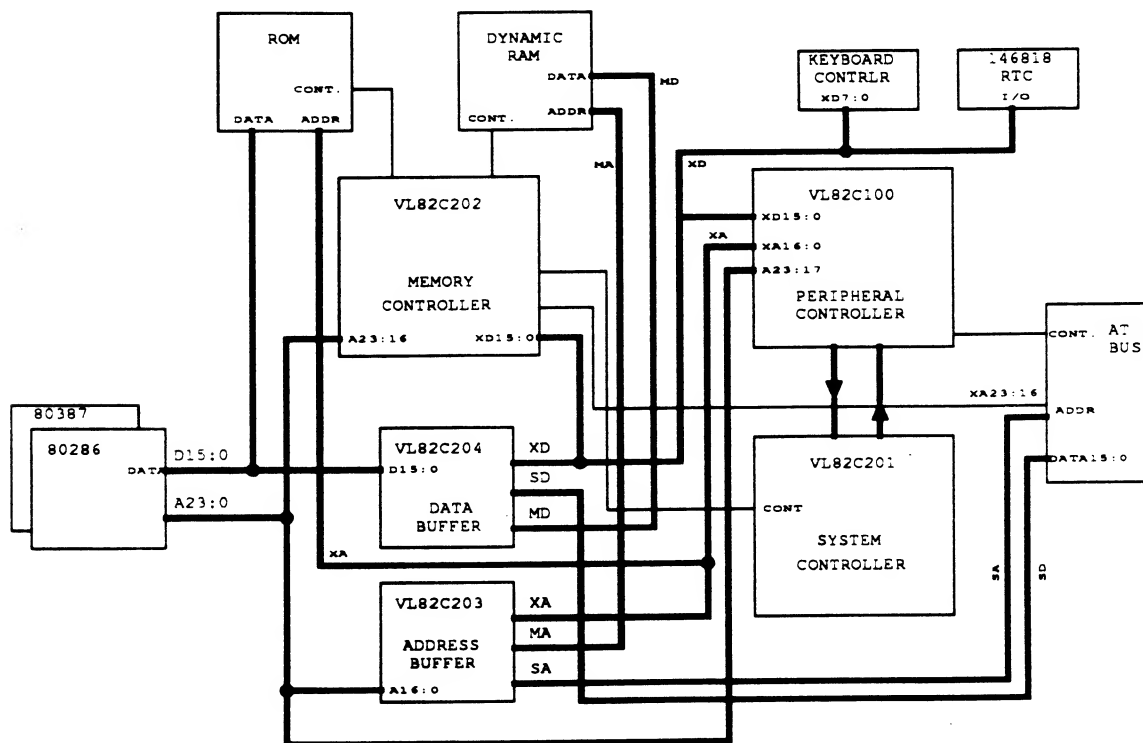 ROM
CONT.
DATA ADDR
DYNAMIC
RAM
DATA
ADDR
CONT.
MD
MA
KEYBOARD
CONTRLR
XD7:0
146818
RTC
I/O
VL82C202
MEMORY
CONTROLLER
A23:16
XD15:0
XD
XA
VL82C100
XD15:0
XA16:0
A23:17
PERIPHERAL
CONTROLLER
CONT.
AT
BUS
XA23:16
ADDR
DATA15:0
80387
80286
DATA
D15:0
A23:0
VL82C204
D15:0
DATA
BUFFER
XD
SD
MD
VL82C201
CONT
SYSTEM
CONTROLLER
XA
SA
SD
VL82C203
ADDRESS
BUFFER
A16:0
XA
MA
SA